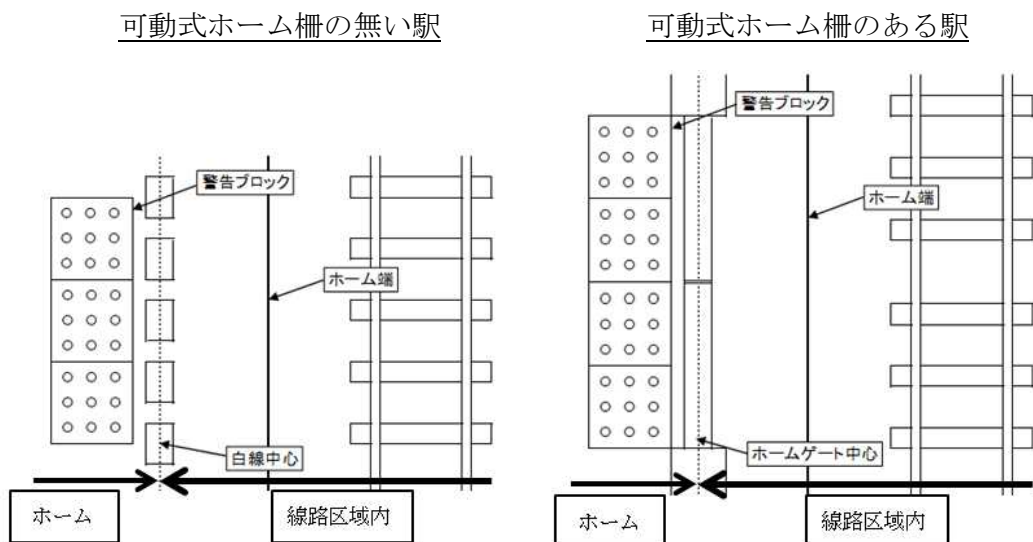 可動式ホーム柵の無い駅
警告ブロック
ホーム端
白線中心
ホーム
線路区域内
可動式ホーム柵のある駅
警告ブロック
ホーム端
ホームゲート中心
ホーム
線路区域内